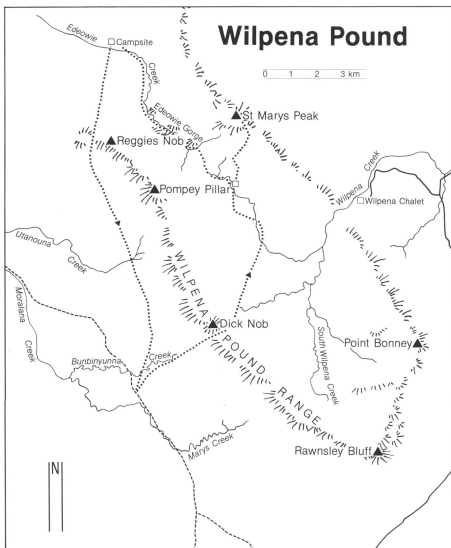 Wilpena Pound
0 1 2 3 km
Edeowie
Creek
Campsite
Edeowie Gorge
St Marys Peak
Reggies Nob
Pompey Pillar
Wilpena Creek
Wilpena Chalet
Utanouna
Creek
Moralana
Creek
WILPENA POUND RANGE
Dick Nob
South Wilpena Creek
Point Bonney
Bunbinyunna Creek
Marys Creek
Rawnsley Bluff
N